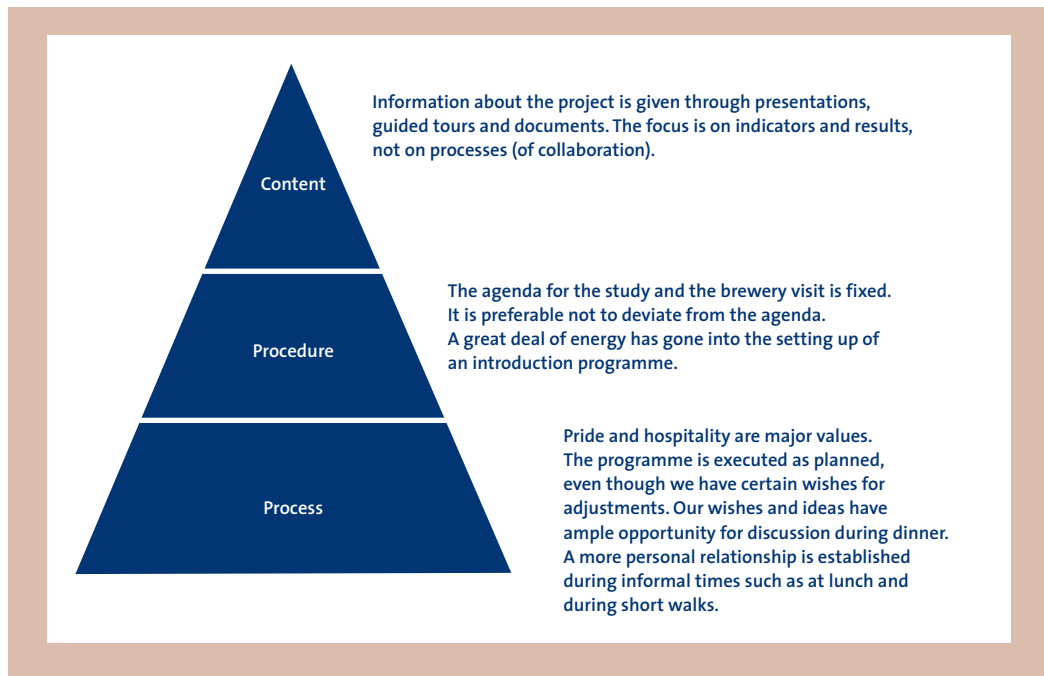 Information about the project is given through presentations,
guided tours and documents. The focus is on indicators and results,
not on processes (of collaboration).
Content
The agenda for the study and the brewery visit is fixed.
It is preferable not to deviate from the agenda.
A great deal of energy has gone into the setting up of
an introduction programme.
Procedure
Pride and hospitality are major values.
The programme is executed as planned,
even though we have certain wishes for
adjustments. Our wishes and ideas have
ample opportunity for discussion during dinner.
A more personal relationship is established
during informal times such as at lunch and
during short walks.
Process